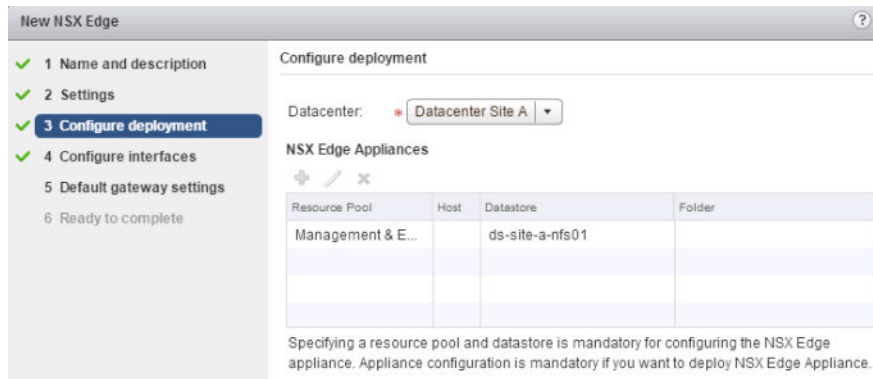 New NSX Edge
?
1 Name and description
2 Settings
3 Configure deployment
4 Configure interfaces
5 Default gateway settings
6 Ready to complete
Configure deployment
Datacenter: * Datacenter Site A
NSX Edge Appliances
Resource Pool Host Datastore Folder
Management & E... ds-site-a-nfs01
Specifying a resource pool and datastore is mandatory for configuring the NSX Edge
appliance. Appliance configuration is mandatory if you want to deploy NSX Edge Appliance.